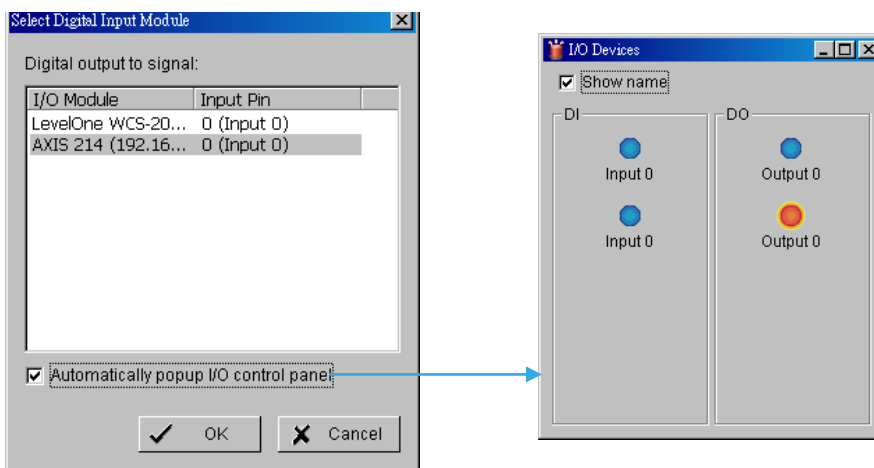 Select Digital Input Module
Digital output to signal:
I/O Module Input Pin
LevelOne WCS-20... 0 (Input 0)
AXIS 214 (192.16... 0 (Input 0)
Automatically popup I/O control panel
OK Cancel
I/O Devices
Show name
DI DO
Input 0 Output 0
Input 0 Output 0